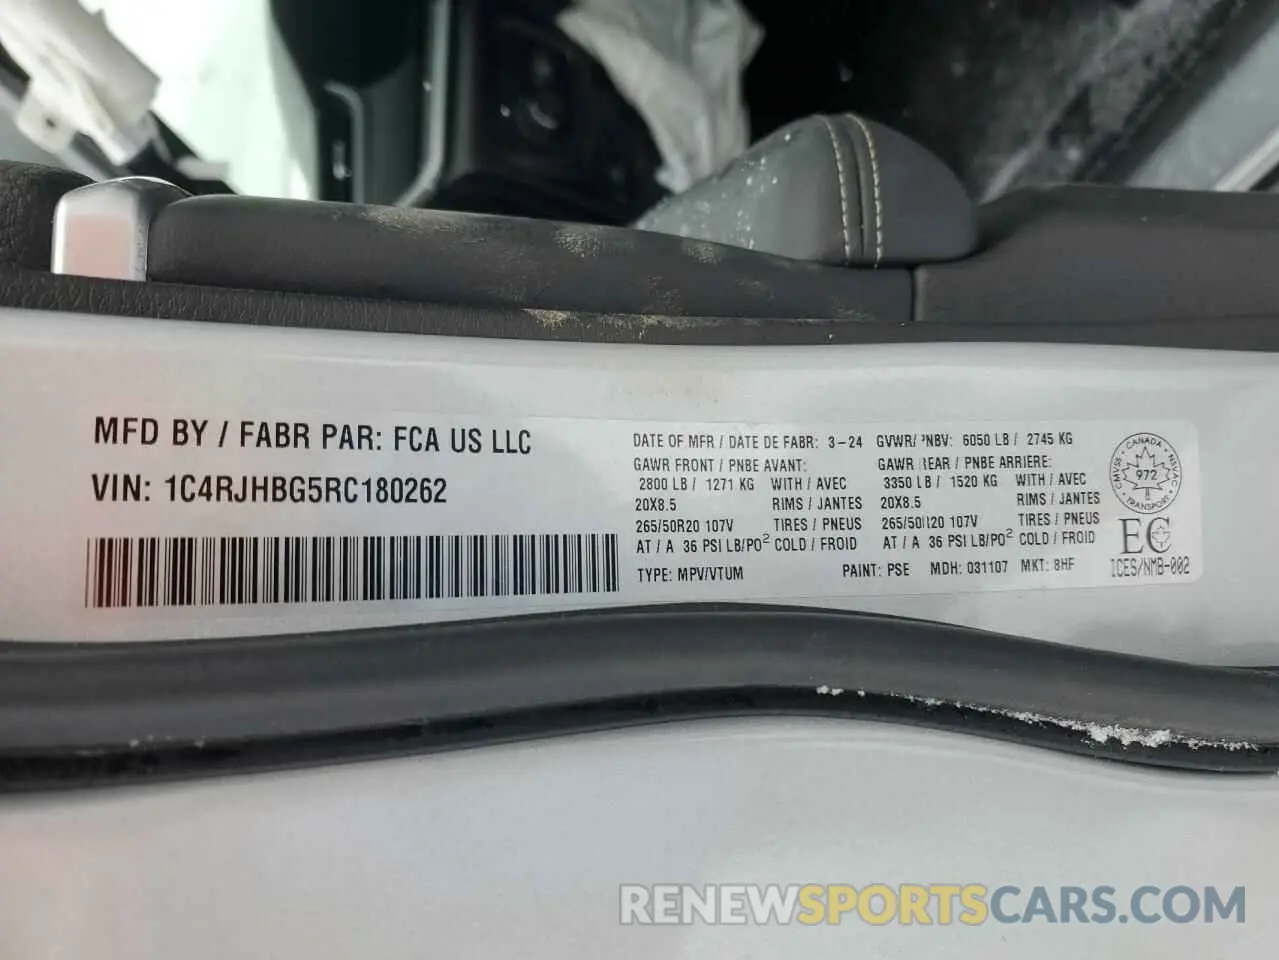 MFD BY / FABR PAR: FCA US LLC
VIN: 1C4RJHBG5RC180262
DATE OF MFR / DATE DE FABR: 3-24 GVWR/ PNBV: 6050 LB / 2745 KG
GAWR FRONT / PNBE AVANT: GAWR REAR / PNBE ARRIERE:
2800 LB / 1271 KG WITH / AVEC 3350 LB / 1520 KG WITH / AVEC
20X8.5 RIMS / JANTES 20X8.5 RIMS / JANTES
265/50R20 107V TIRES / PNEUS 265/50R20 107V TIRES / PNEUS
AT / A 36 PSI LB/PO² COLD / FROID AT / A 36 PSI LB/PO² COLD / FROID
TYPE: MPV/VTUM PAINT: PSE MDH: 031107 MKT: 8HF
CANADA
CMVSS 972 NSVAC
TRANSPORT
EC
ICES/NMB-002
RENEWSPORTSCARS.COM